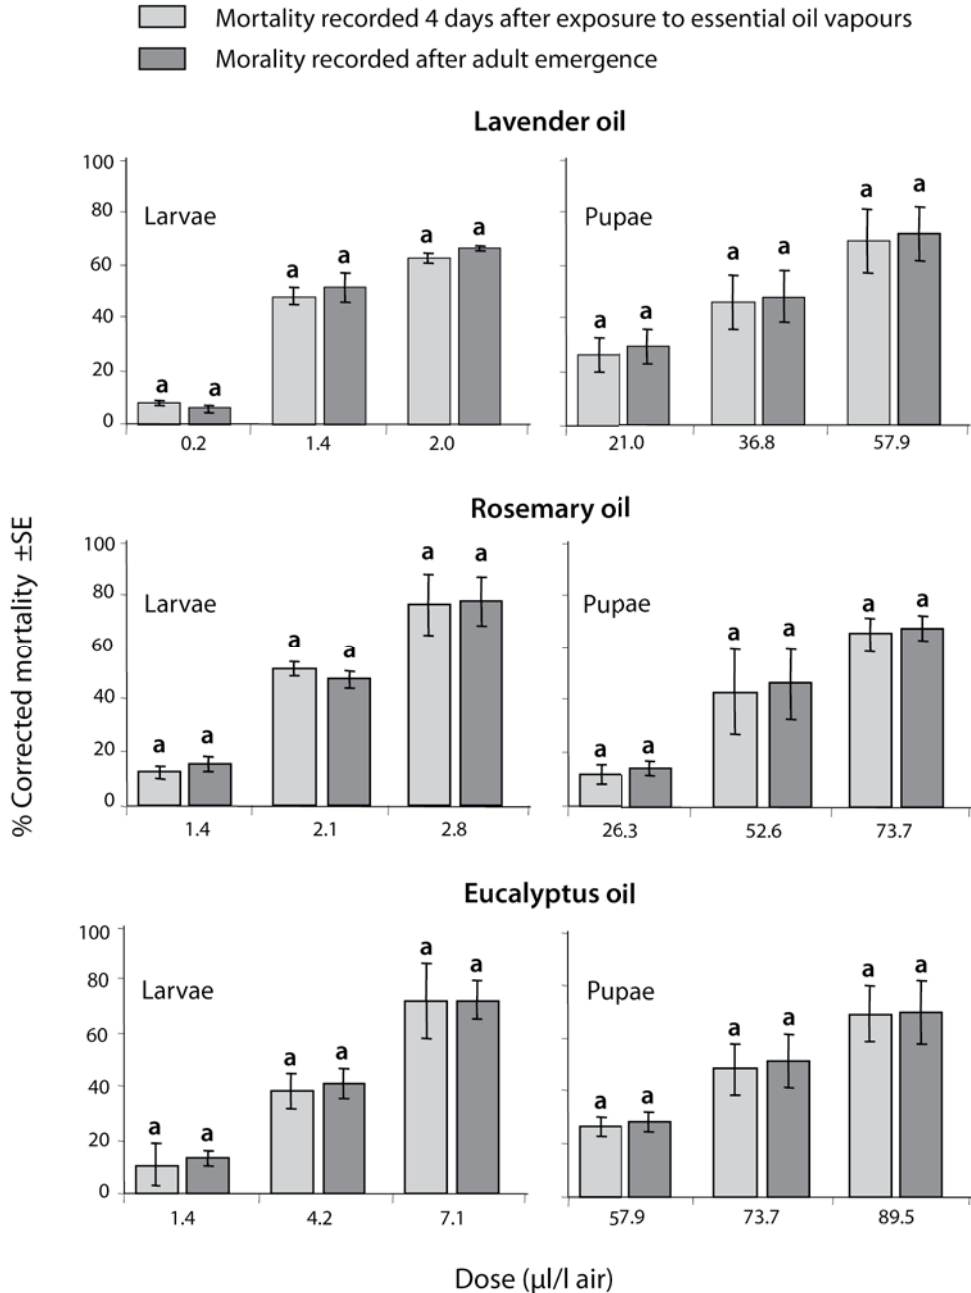 Mortality recorded 4 days after exposure to essential oil vapours
Morality recorded after adult emergence
Lavender oil
100
80
60
40
20
0
Larvae
a a a a a a
0.2 1.4 2.0
Pupae
a a a a a a
21.0 36.8 57.9
Rosemary oil
100
80
60
40
20
0
Larvae
a a a a a a
1.4 2.1 2.8
Pupae
a a a a a a
26.3 52.6 73.7
Eucalyptus oil
100
80
60
40
20
0
Larvae
a a a a a a
1.4 4.2 7.1
Pupae
a a a a a a
57.9 73.7 89.5
% Corrected mortality ±SE
Dose (µl/l air)